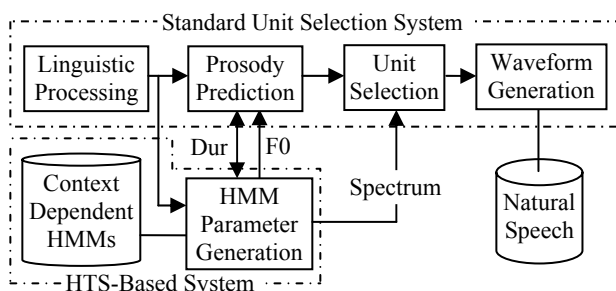 Standard Unit Selection System
Linguistic
Processing
Prosody
Prediction
Unit
Selection
Waveform
Generation
Dur
F0
Context
Dependent
HMMs
HMM
Parameter
Generation
Spectrum
Natural
Speech
HTS-Based System